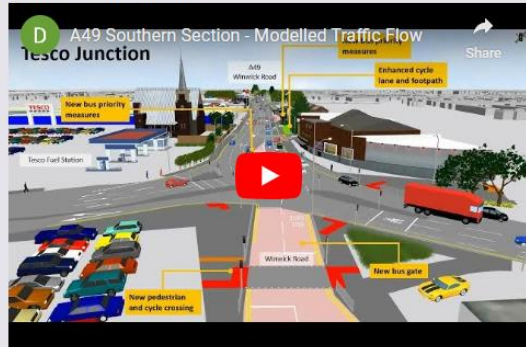 D
A49 Southern Section - Modelled Traffic Flow
Share
Tesco Junction
measures
A49
Winwick Road
Enhanced cycle
lane and footpath
New bus priority
measures
TESCO
Tesco Fuel Station
Winwick Road
New bus gate
New pedestrian
and cycle crossing